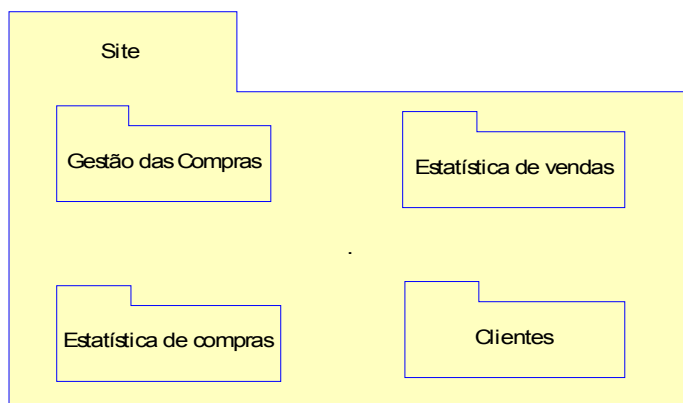 Site
Gestão das Compras
Estatística de vendas
.
Estatística de compras
Clientes